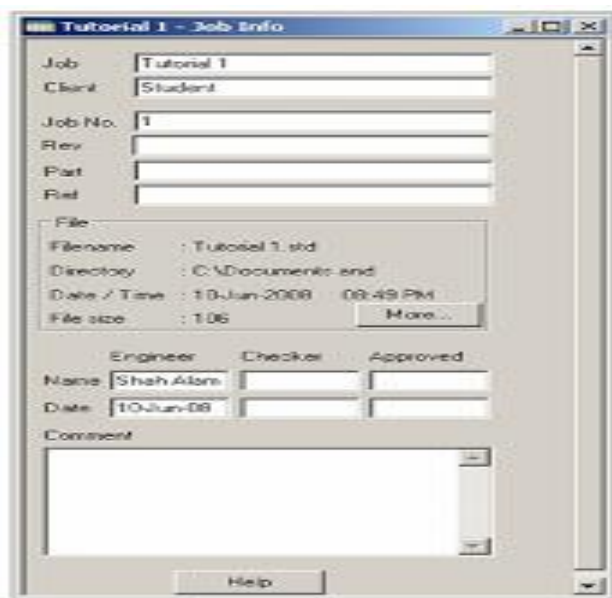 Tutorial 1 - Job Info
Job Tutorial 1
Client Student
Job No. 1
Rev
Part
Ref
File
Filename : Tutorial 1.std
Directory : C:\Documents and
Date / Time : 10-Jun-2008 08:49 PM
File size : 106
More...
Engineer Checker Approved
Name Shah Alam
Date 10-Jun-08
Comment
Help